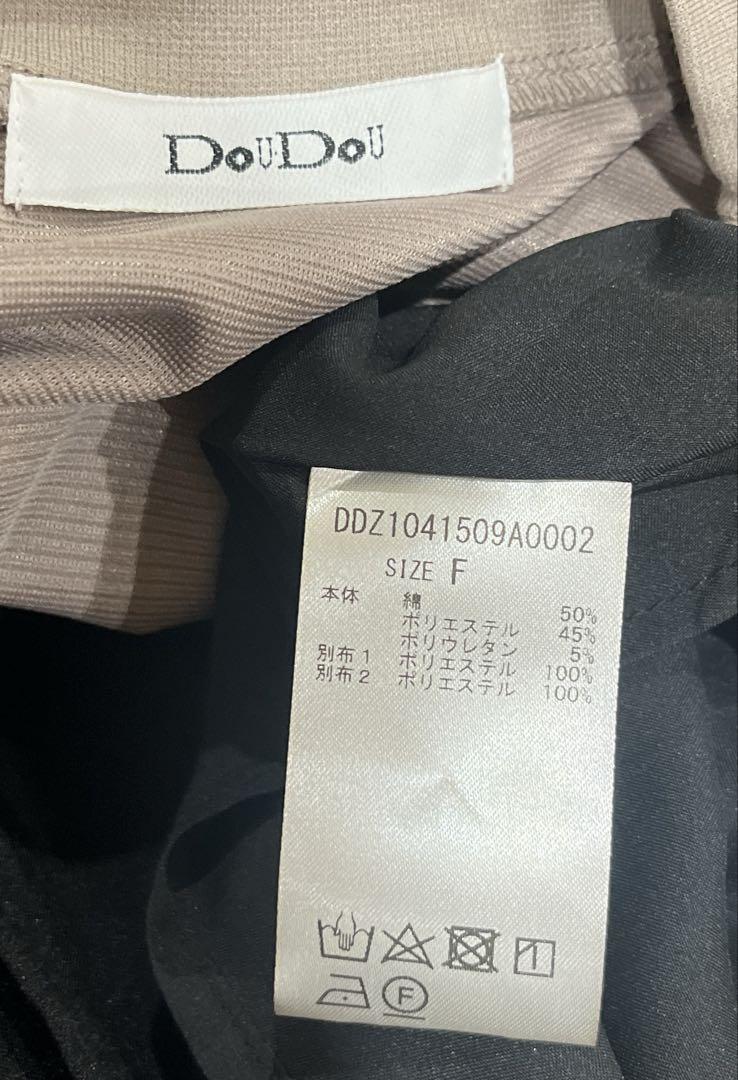 DOU·DOU
DDZ1041509A0002
SIZE F
本体 綿 50%
ポリエステル 45%
ポリウレタン 5%
別布1 ポリエステル 100%
別布2 ポリエステル 100%
F